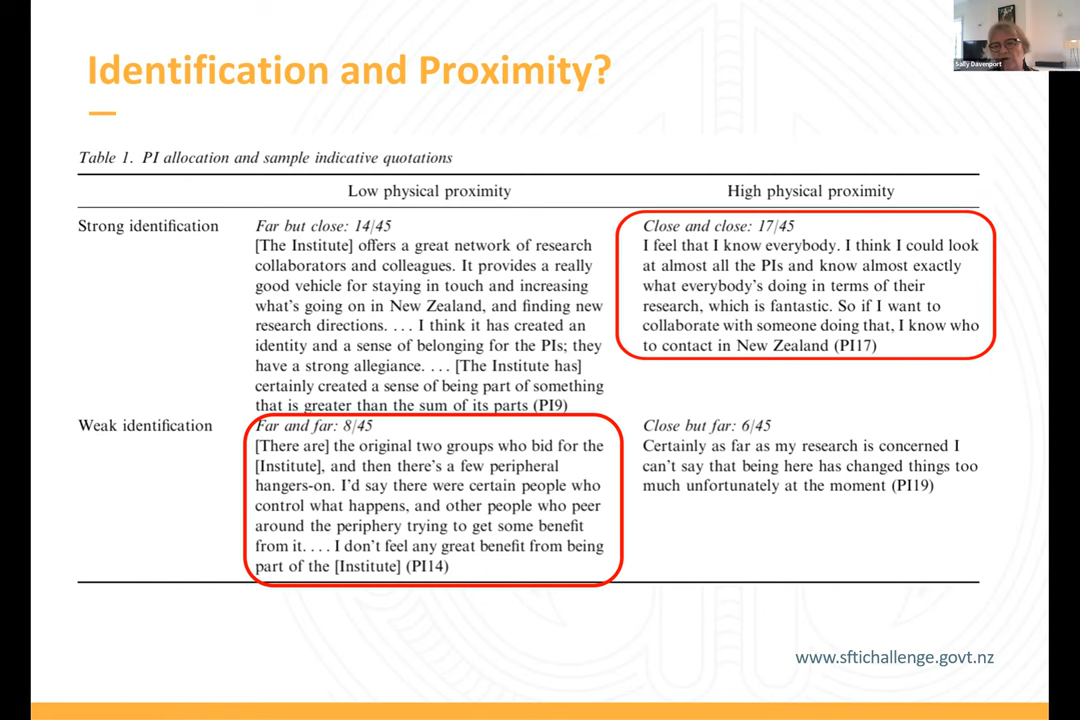 Identification and Proximity?
Sally Davenport
Table 1. PI allocation and sample indicative quotations
Low physical proximity
High physical proximity
Strong identification
Far but close: 14/45
[The Institute] offers a great network of research
collaborators and colleagues. It provides a really
good vehicle for staying in touch and increasing
what's going on in New Zealand, and finding new
research directions. . . . I think it has created an
identity and a sense of belonging for the PIs; they
have a strong allegiance. . . . [The Institute has]
certainly created a sense of being part of something
that is greater than the sum of its parts (PI9)
Close and close: 17/45
I feel that I know everybody. I think I could look
at almost all the PIs and know almost exactly
what everybody's doing in terms of their
research, which is fantastic. So if I want to
collaborate with someone doing that, I know who
to contact in New Zealand (PI17)
Weak identification
Far and far: 8/45
[There are] the original two groups who bid for the
[Institute], and then there's a few peripheral
hangers-on. I'd say there were certain people who
control what happens, and other people who peer
around the periphery trying to get some benefit
from it. . . . I don't feel any great benefit from being
part of the [Institute] (PI14)
Close but far: 6/45
Certainly as far as my research is concerned I
can't say that being here has changed things too
much unfortunately at the moment (PI19)
www.sftichallenge.govt.nz